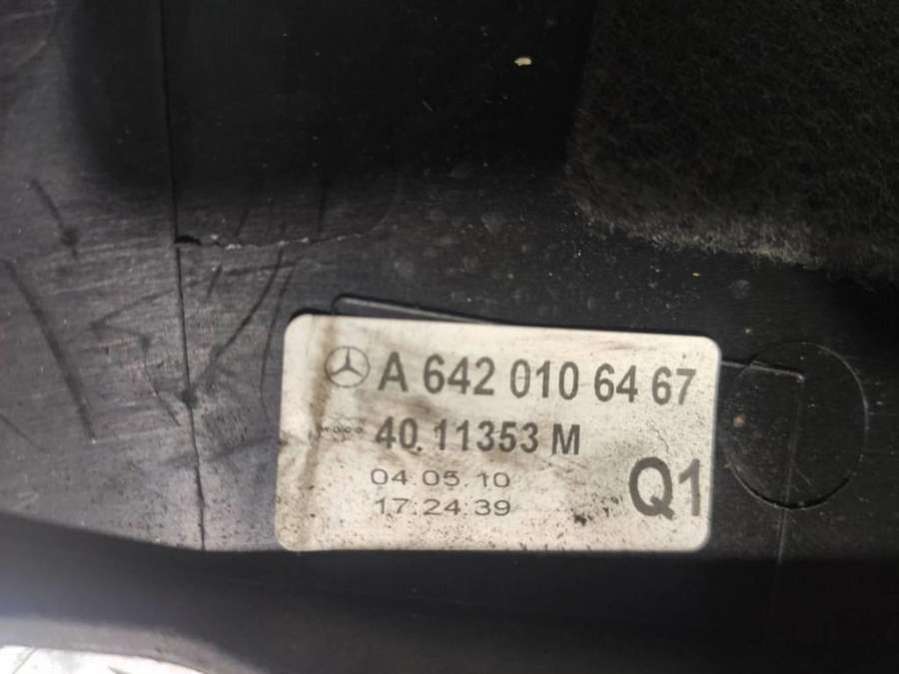 A 642 010 64 67
40.11353 M
04.05.10
17:24:39
Q1